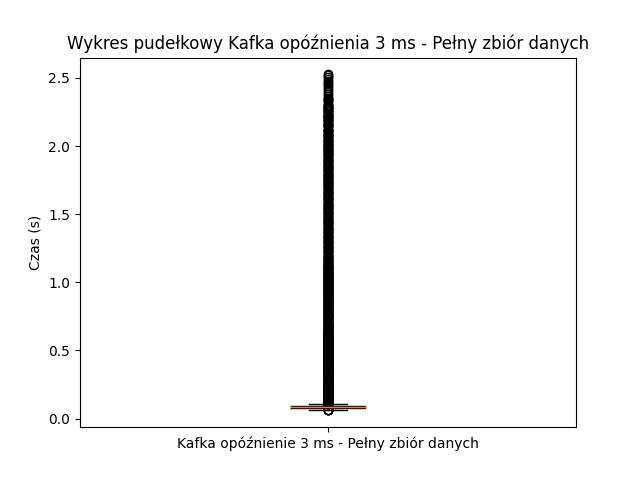 Wykres pudełkowy Kafka opóźnienia 3 ms - Pełny zbiór danych
2.5
2.0
1.5
1.0
0.5
0.0
Czas (s)
Kafka opóźnienie 3 ms - Pełny zbiór danych